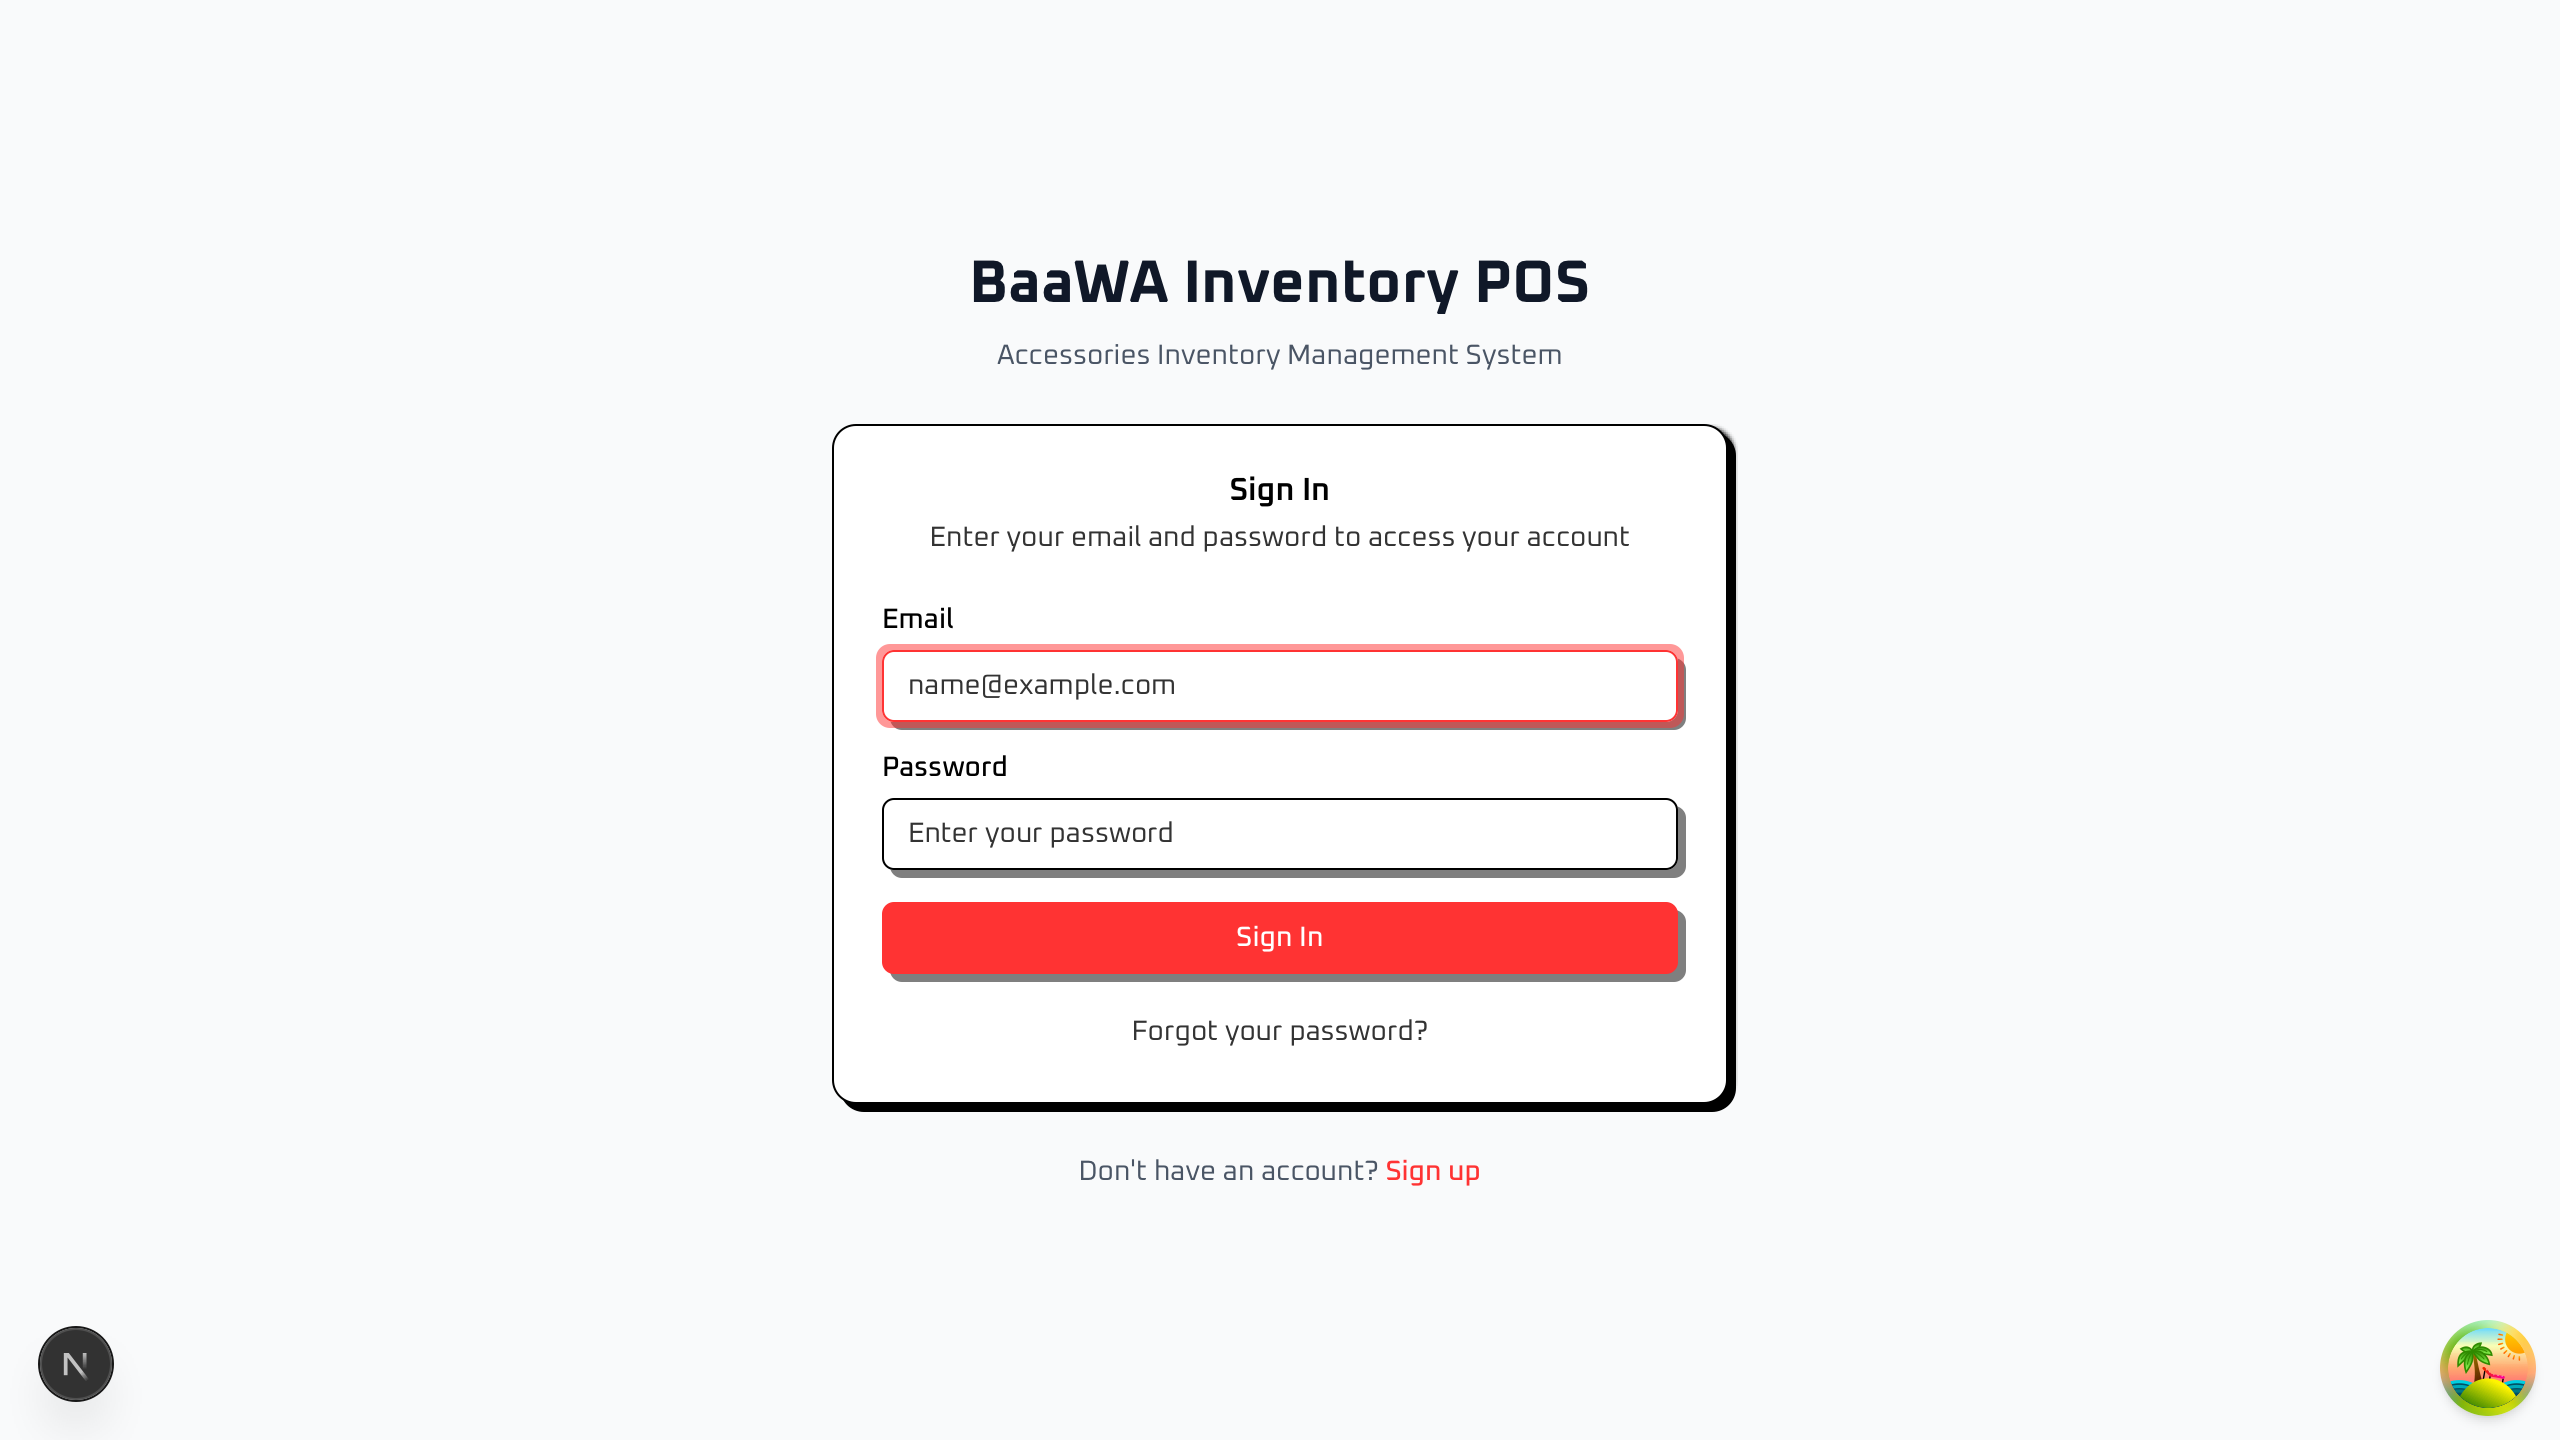 BaaWA Inventory POS
Accessories Inventory Management System
Sign In
Enter your email and password to access your account
Email
name@example.com
Password
Enter your password
Sign In
Forgot your password?
Don't have an account? Sign up
N